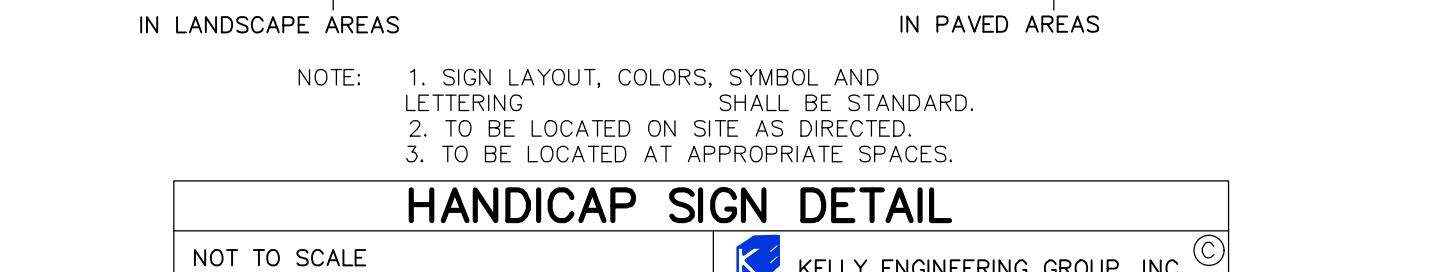 IN LANDSCAPE AREAS
IN PAVED AREAS
NOTE: 1. SIGN LAYOUT, COLORS, SYMBOL AND
LETTERING SHALL BE STANDARD.
2. TO BE LOCATED ON SITE AS DIRECTED.
3. TO BE LOCATED AT APPROPRIATE SPACES.
HANDICAP SIGN DETAIL
NOT TO SCALE
K
KELLY ENGINEERING GROUP, INC
©